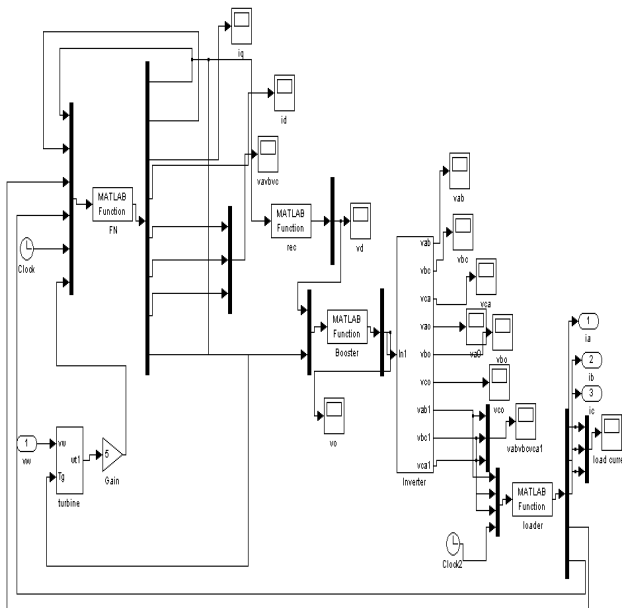 iq
id
vavbvc
MATLAB
Function
FN
MATLAB
Function
rec
vd
Clock
MATLAB
Function
Booster
vo
In1
vab
vbc
vca
vao
vbo
vco
vab1
vbc1
vca1
Inverter
vab
vbc
vca
va0
vbo
vco
vabvbcvca1
1
ia
2
ib
3
ic
load curre
MATLAB
Function
loader
Clock2
1
vw
vw
wt1
Tg
turbine
5
Gain